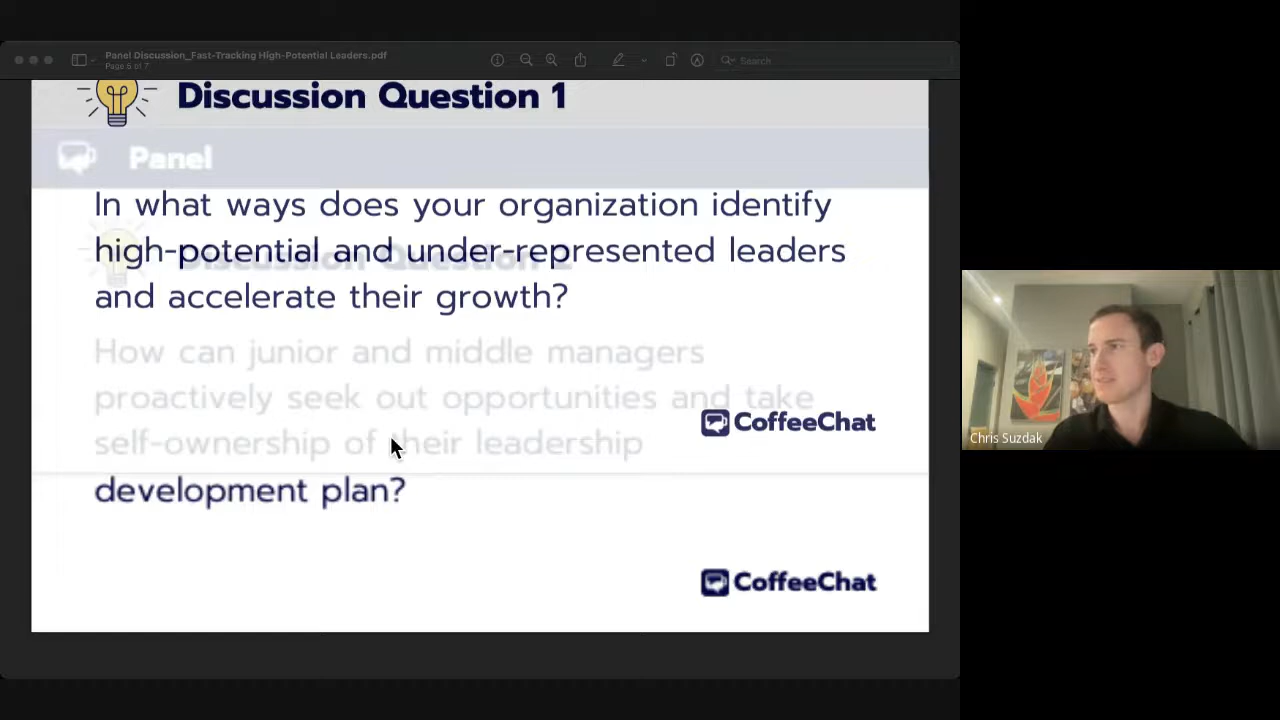 Panel Discussion_Fast-Tracking High-Potential Leaders.pdf
Page 5 of 7
Search
Discussion Question 1
Panel
In what ways does your organization identify
high-potential and under-represented leaders
and accelerate their growth?
Discussion Question 2
How can junior and middle managers
proactively seek out opportunities and take
self-ownership of their leadership
CoffeeChat
development plan?
CoffeeChat
Chris Suzdak